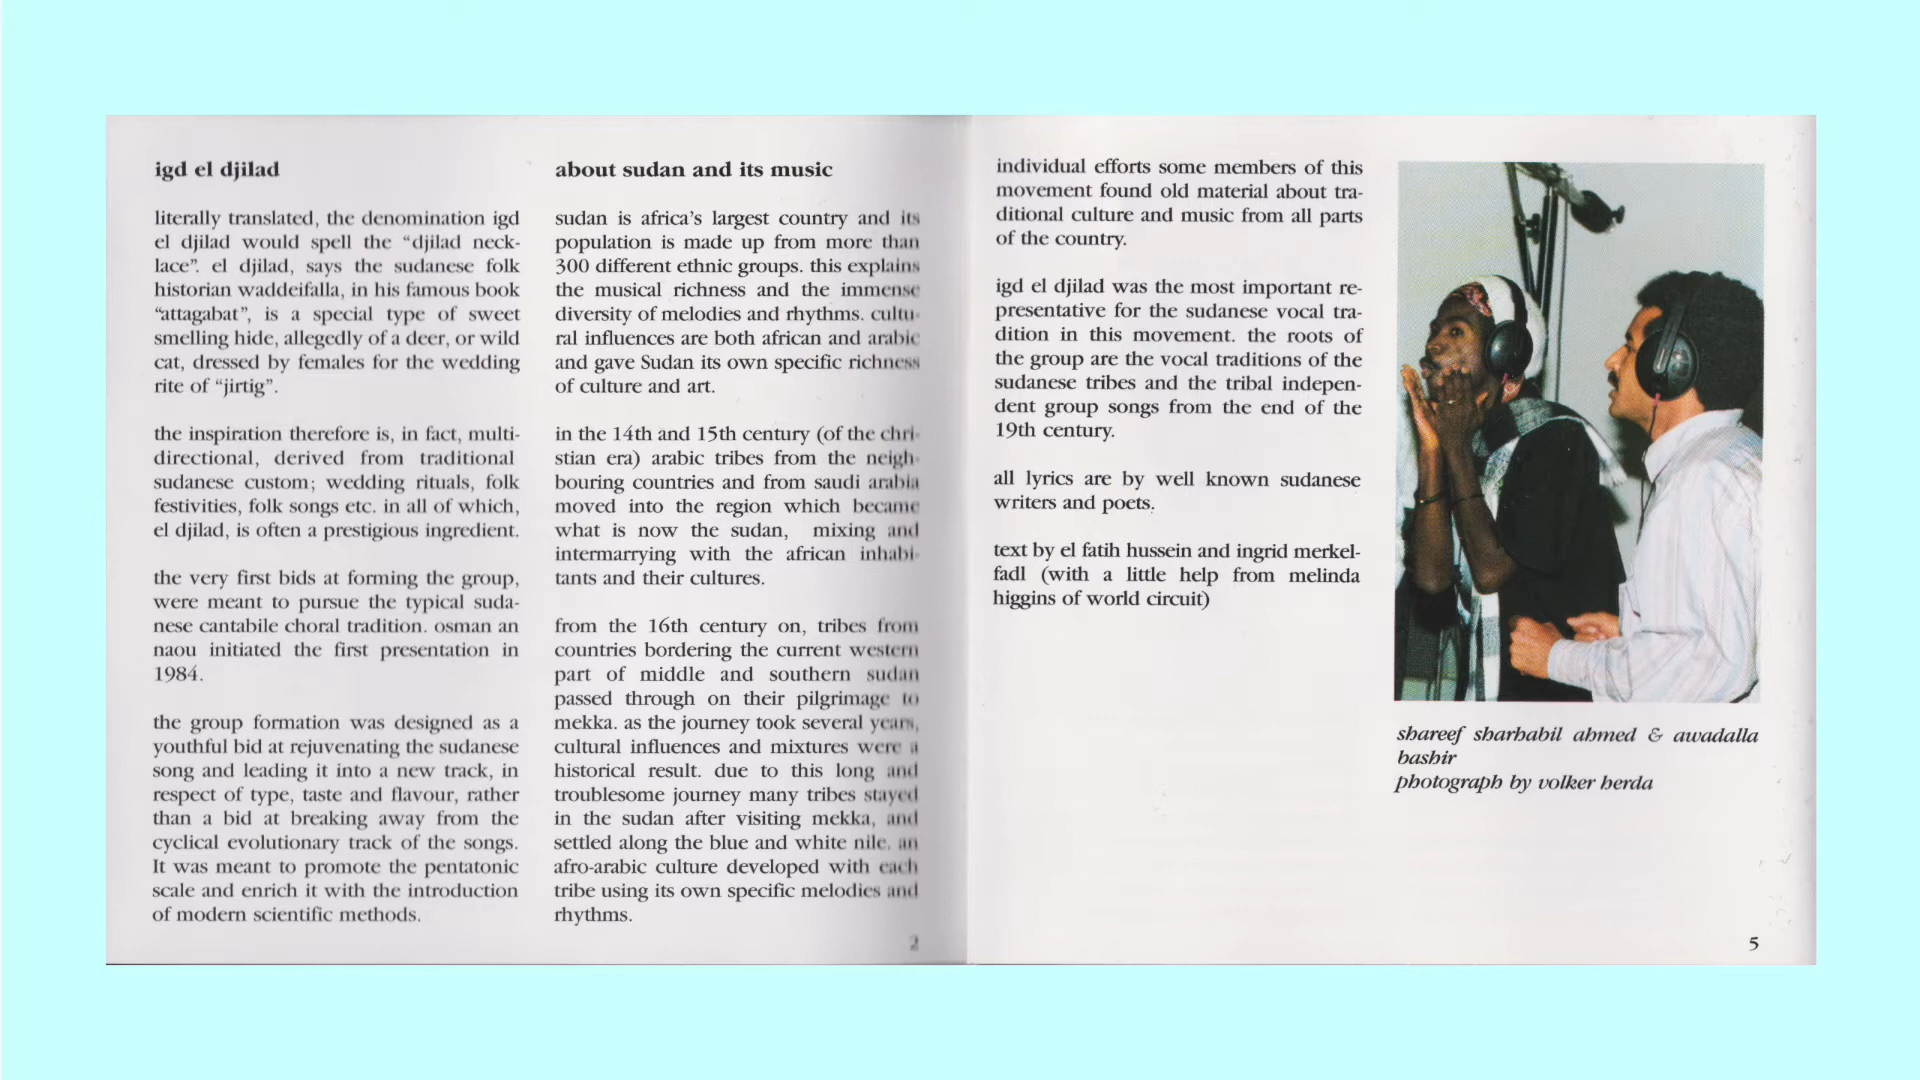 igd el djilad
literally translated, the denomination igd
el djilad would spell the “djilad neck-
lace”. el djilad, says the sudanese folk
historian waddeifalla, in his famous book
“attagabat”, is a special type of sweet
smelling hide, allegedly of a deer, or wild
cat, dressed by females for the wedding
rite of “jirtig”.
the inspiration therefore is, in fact, multi-
directional, derived from traditional
sudanese custom; wedding rituals, folk
festivities, folk songs etc. in all of which,
el djilad, is often a prestigious ingredient.
the very first bids at forming the group,
were meant to pursue the typical suda-
nese cantabile choral tradition. osman an
naou initiated the first presentation in
1984.
the group formation was designed as a
youthful bid at rejuvenating the sudanese
song and leading it into a new track, in
respect of type, taste and flavour, rather
than a bid at breaking away from the
cyclical evolutionary track of the songs.
It was meant to promote the pentatonic
scale and enrich it with the introduction
of modern scientific methods.
about sudan and its music
sudan is africa’s largest country and its
population is made up from more than
300 different ethnic groups. this explains
the musical richness and the immense
diversity of melodies and rhythms. cultu-
ral influences are both african and arabic
and gave Sudan its own specific richness
of culture and art.
in the 14th and 15th century (of the chri-
stian era) arabic tribes from the neigh-
bouring countries and from saudi arabia
moved into the region which became
what is now the sudan, mixing and
intermarrying with the african inhabi-
tants and their cultures.
from the 16th century on, tribes from
countries bordering the current western
part of middle and southern sudan
passed through on their pilgrimage to
mekka. as the journey took several years,
cultural influences and mixtures were a
historical result. due to this long and
troublesome journey many tribes stayed
in the sudan after visiting mekka, and
settled along the blue and white nile. an
afro-arabic culture developed with each
tribe using its own specific melodies and
rhythms.
2
individual efforts some members of this
movement found old material about tra-
ditional culture and music from all parts
of the country.
igd el djilad was the most important re-
presentative for the sudanese vocal tra-
dition in this movement. the roots of
the group are the vocal traditions of the
sudanese tribes and the tribal indepen-
dent group songs from the end of the
19th century.
all lyrics are by well known sudanese
writers and poets.
text by el fatih hussein and ingrid merkel-
fadl (with a little help from melinda
higgins of world circuit)
shareef sharhabil ahmed & awadalla
bashir
photograph by volker herda
5